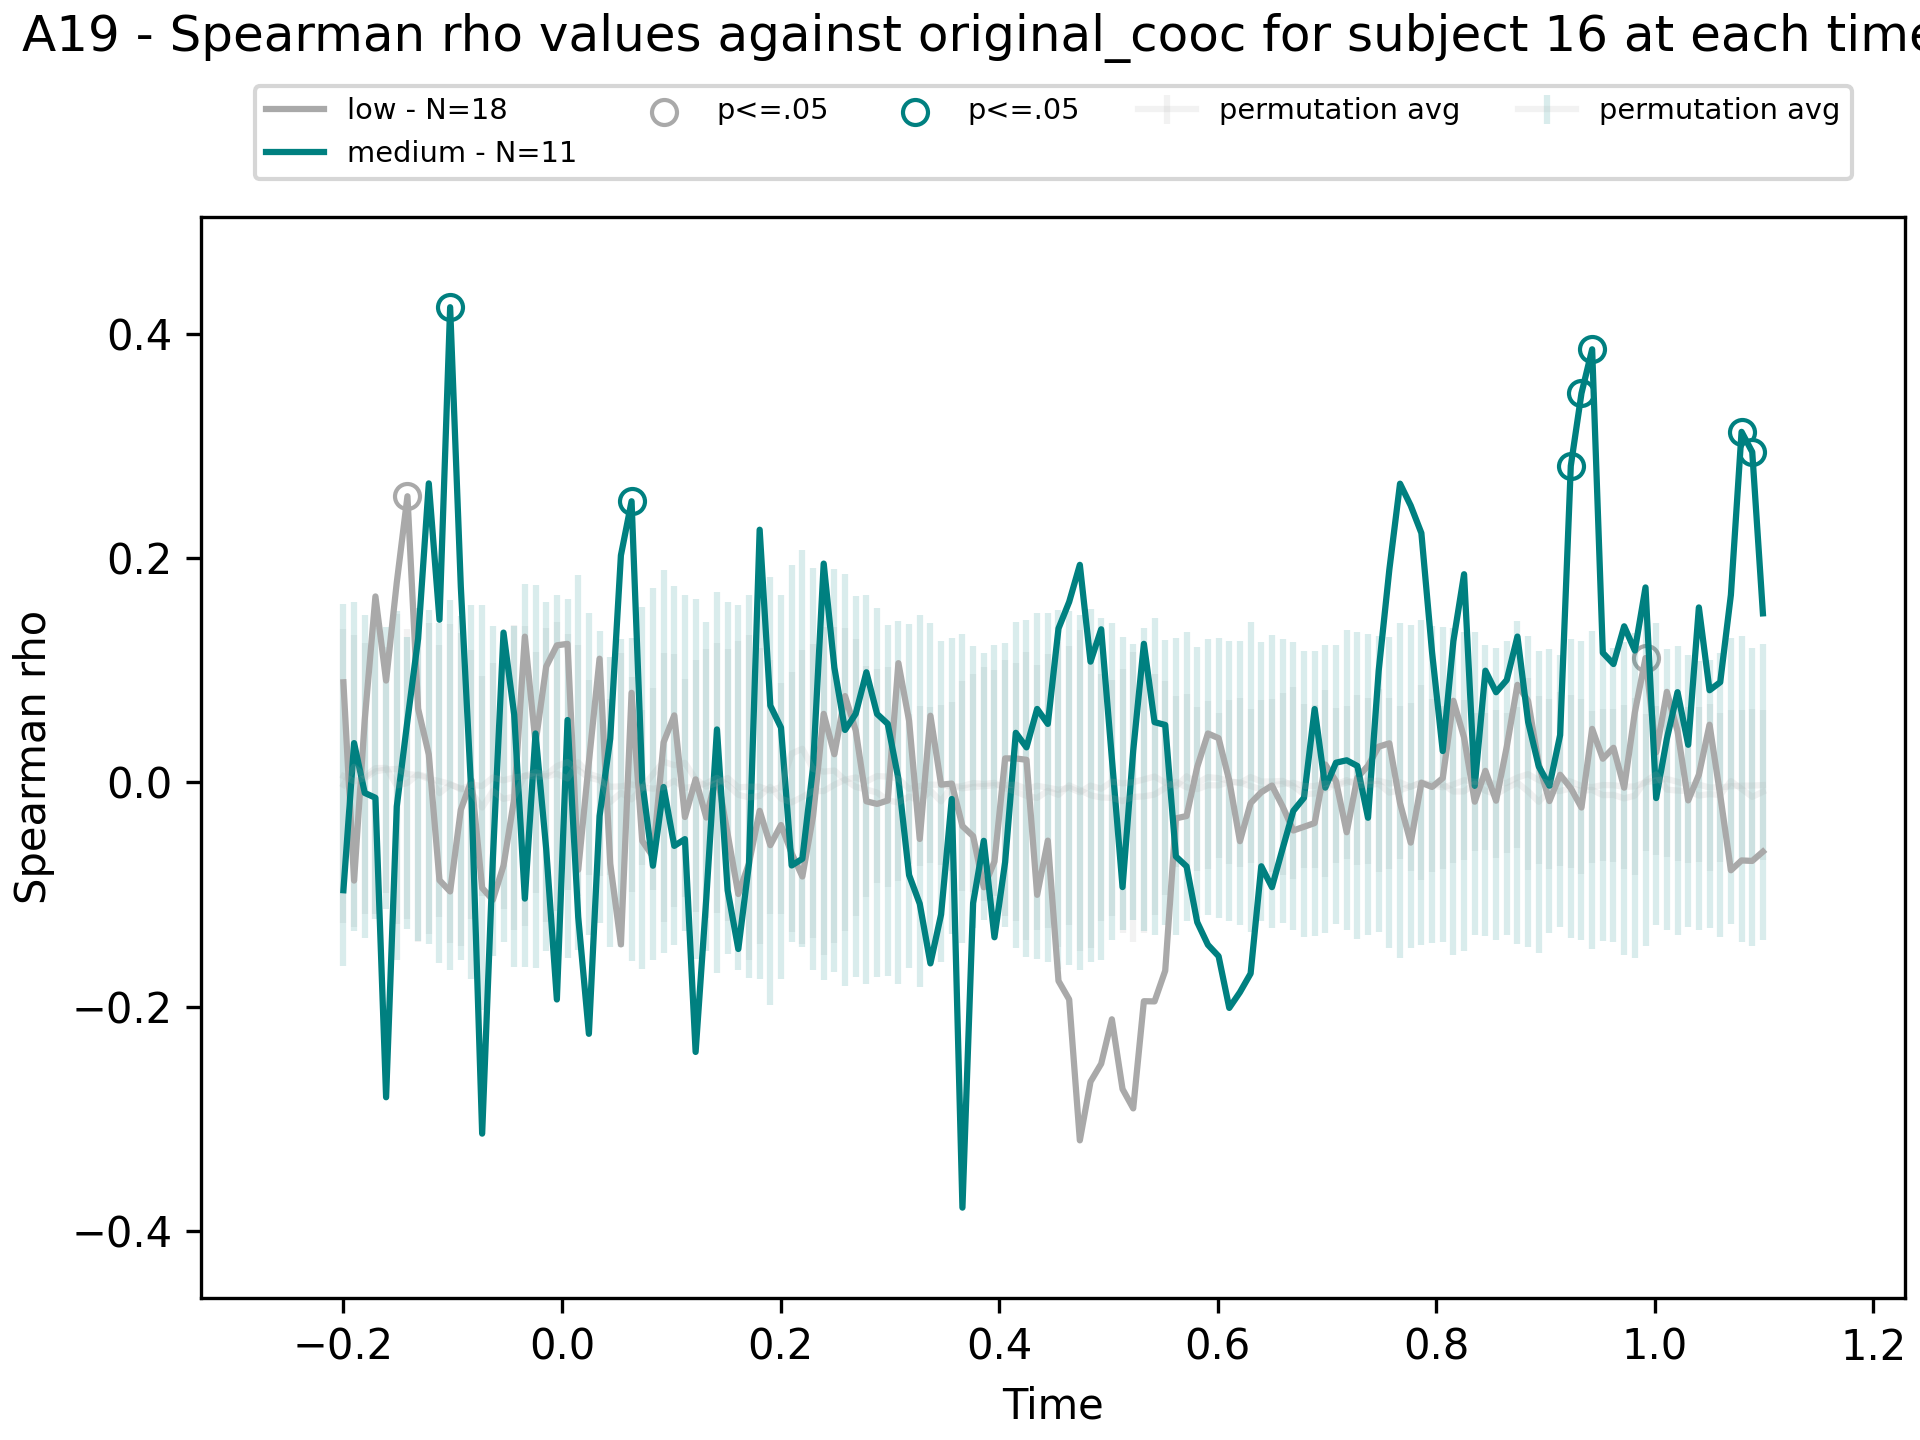 A19 - Spearman rho values against original_cooc for subject 16 at each time
low - N=18 p<=.05 p<=.05 permutation avg permutation avg
medium - N=11
0.4
0.2
0.0
−0.2
−0.4
Spearman rho
−0.2 0.0 0.2 0.4 0.6 0.8 1.0 1.2
Time